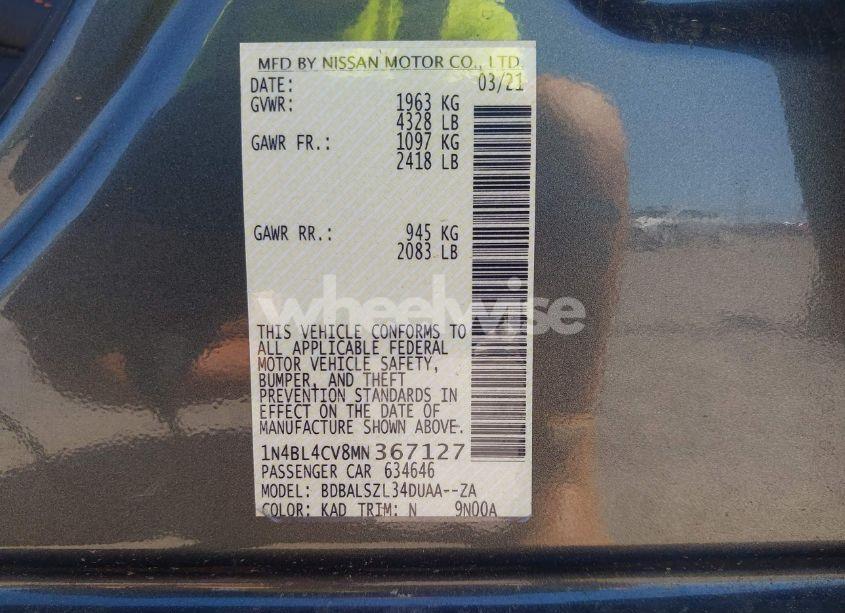 MFD BY NISSAN MOTOR CO., LTD.
DATE: 03/21
GVWR: 1963 KG
4328 LB
GAWR FR.: 1097 KG
2418 LB
GAWR RR.: 945 KG
2083 LB
wheelwise
THIS VEHICLE CONFORMS TO
ALL APPLICABLE FEDERAL
MOTOR VEHICLE SAFETY,
BUMPER, AND THEFT
PREVENTION STANDARDS IN
EFFECT ON THE DATE OF
MANUFACTURE SHOWN ABOVE.
1N4BL4CV8MN367127
PASSENGER CAR 634646
MODEL: BDBALSZL34DUAA--ZA
COLOR: KAD TRIM: N 9N00A